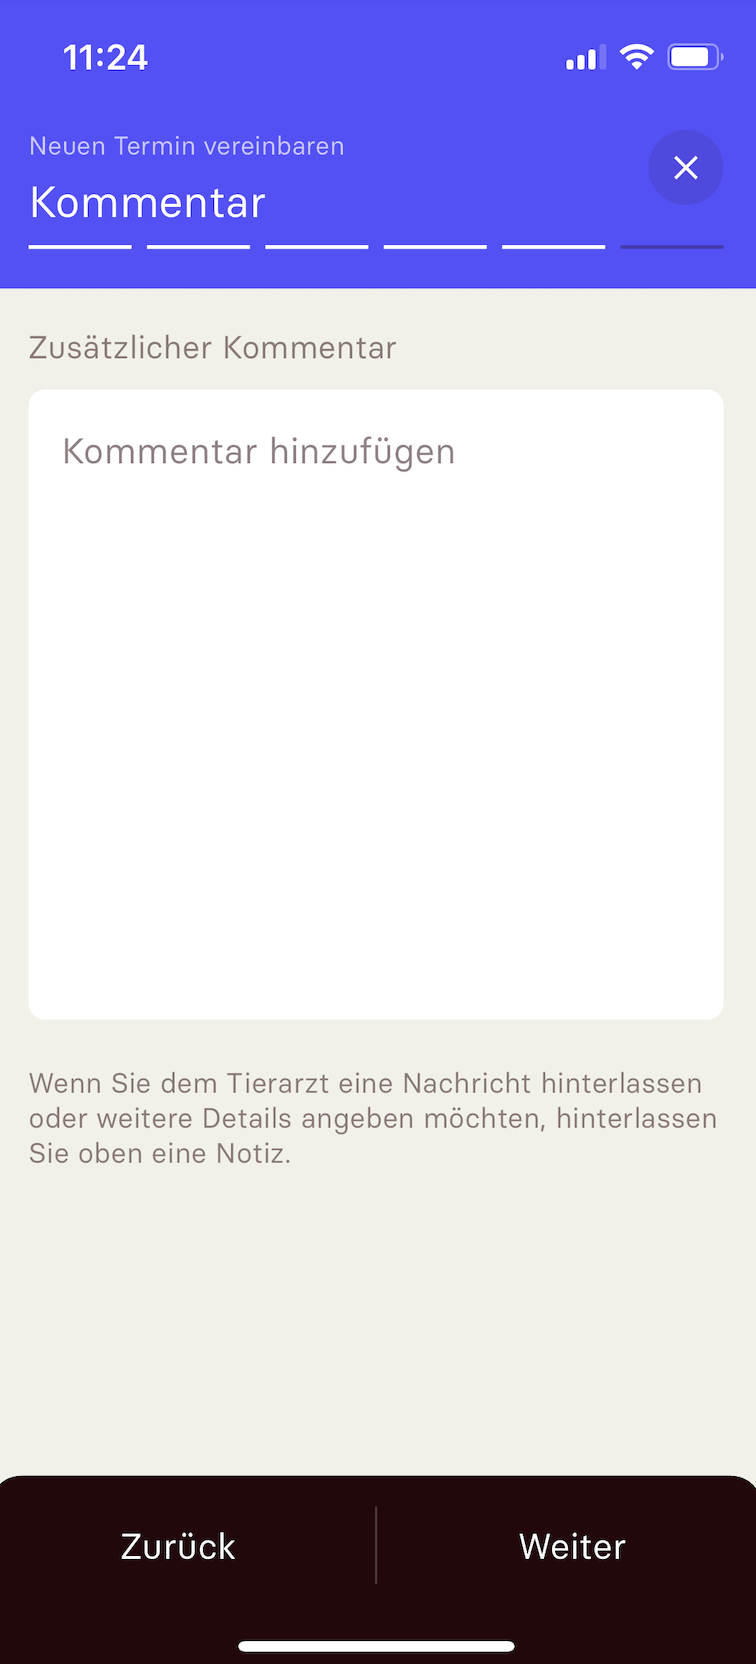 11:24
Neuen Termin vereinbaren
Kommentar
Zusätzlicher Kommentar
Kommentar hinzufügen
Wenn Sie dem Tierarzt eine Nachricht hinterlassen
oder weitere Details angeben möchten, hinterlassen
Sie oben eine Notiz.
Zurück
Weiter